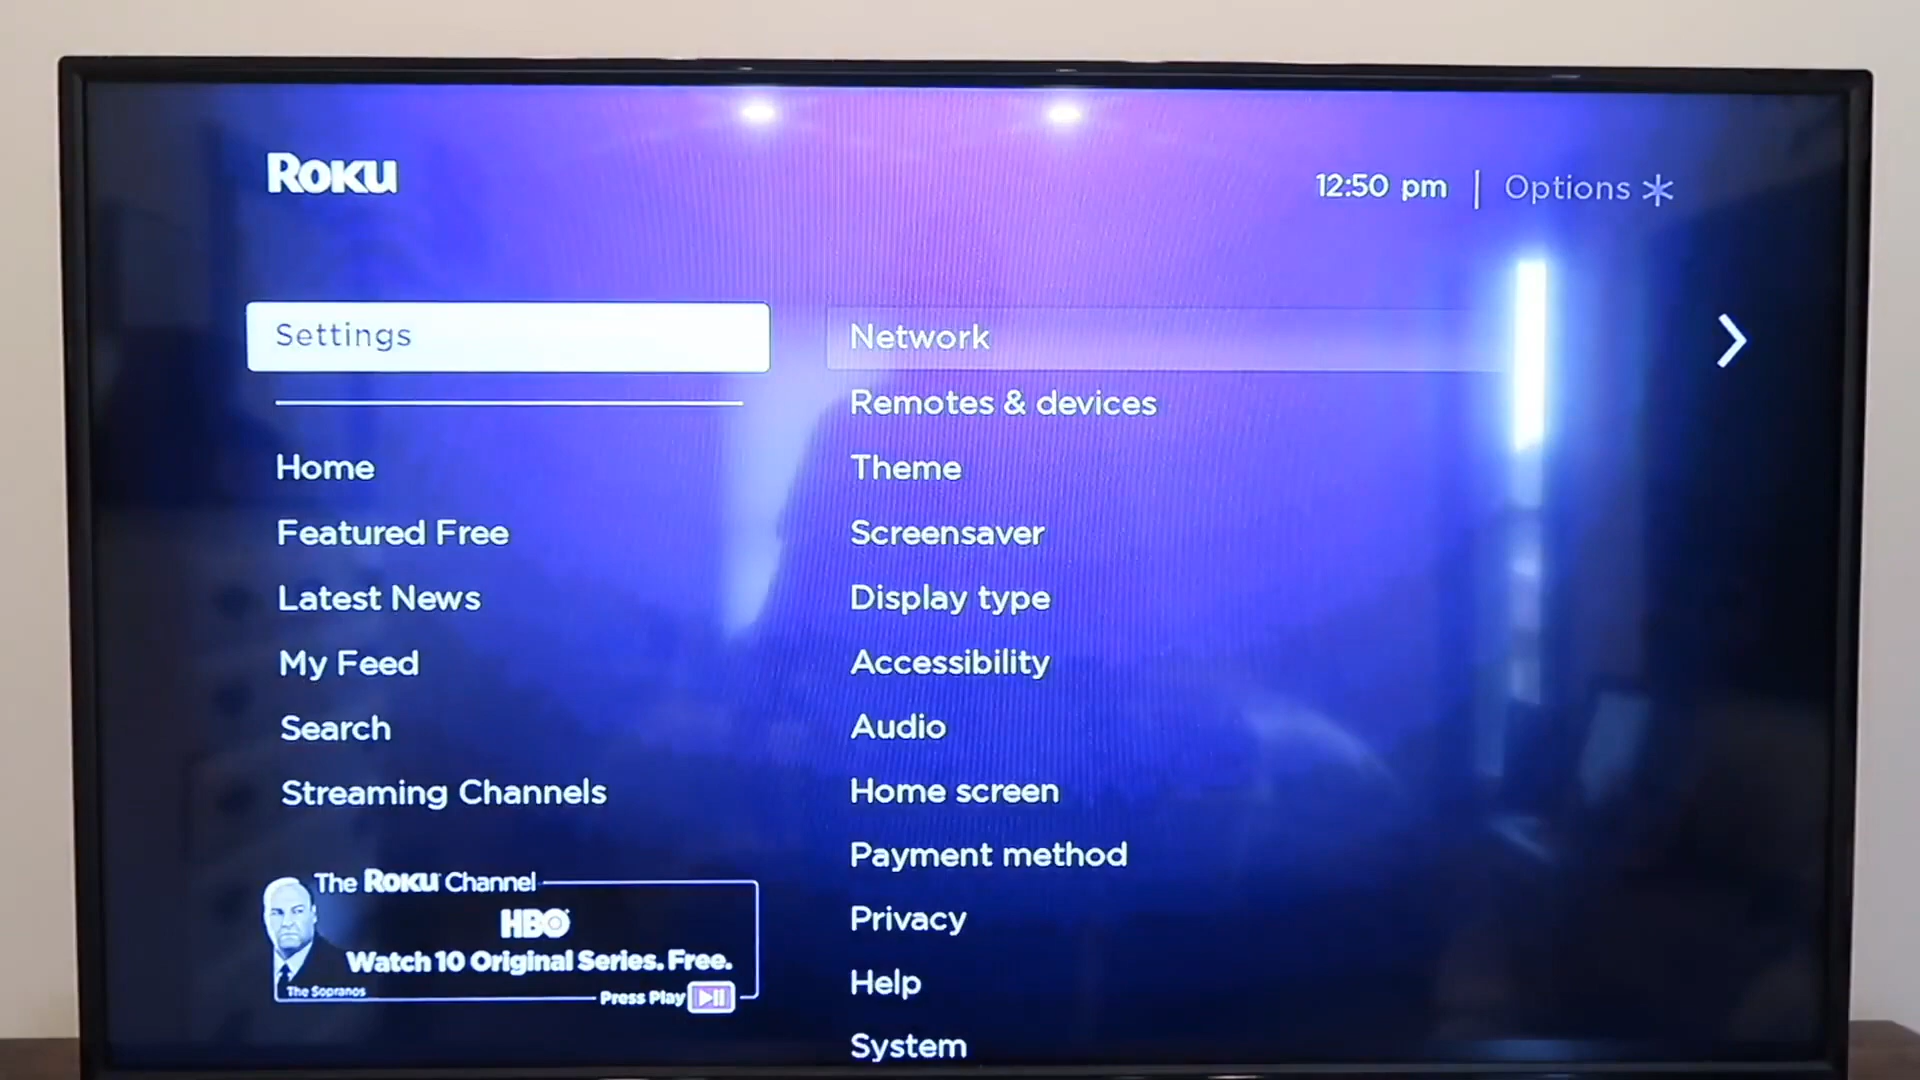 Roku
12:50 pm | Options *
Settings
Home
Featured Free
Latest News
My Feed
Search
Streaming Channels
The Roku Channel
HBO
Watch 10 Original Series. Free.
The Sopranos
Press Play
Network
Remotes & devices
Theme
Screensaver
Display type
Accessibility
Audio
Home screen
Payment method
Privacy
Help
System